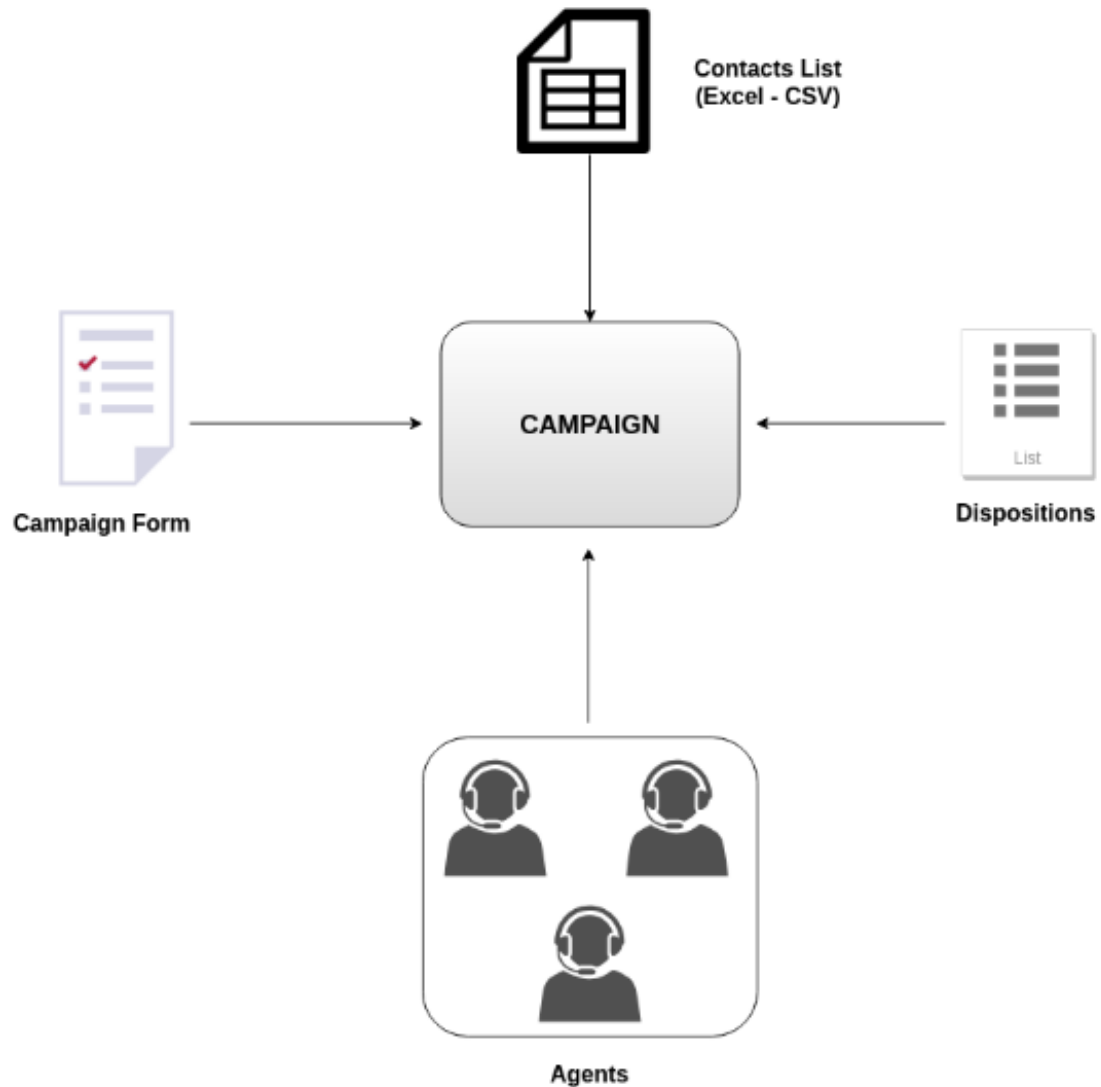 Contacts List
(Excel - CSV)
CAMPAIGN
List
Campaign Form
Dispositions
Agents